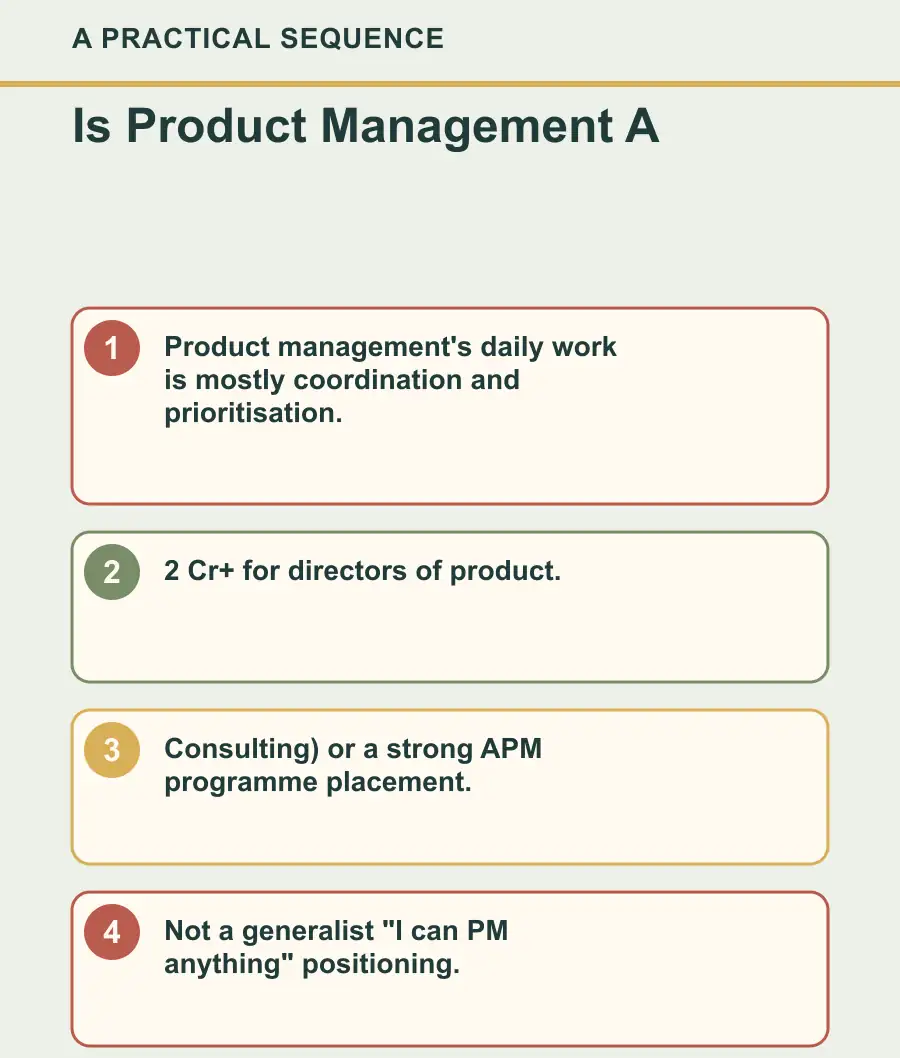 A PRACTICAL SEQUENCE
Is Product Management A
1
Product management's daily work
is mostly coordination and
prioritisation.
2
2 Cr+ for directors of product.
3
Consulting) or a strong APM
programme placement.
4
Not a generalist "I can PM
anything" positioning.